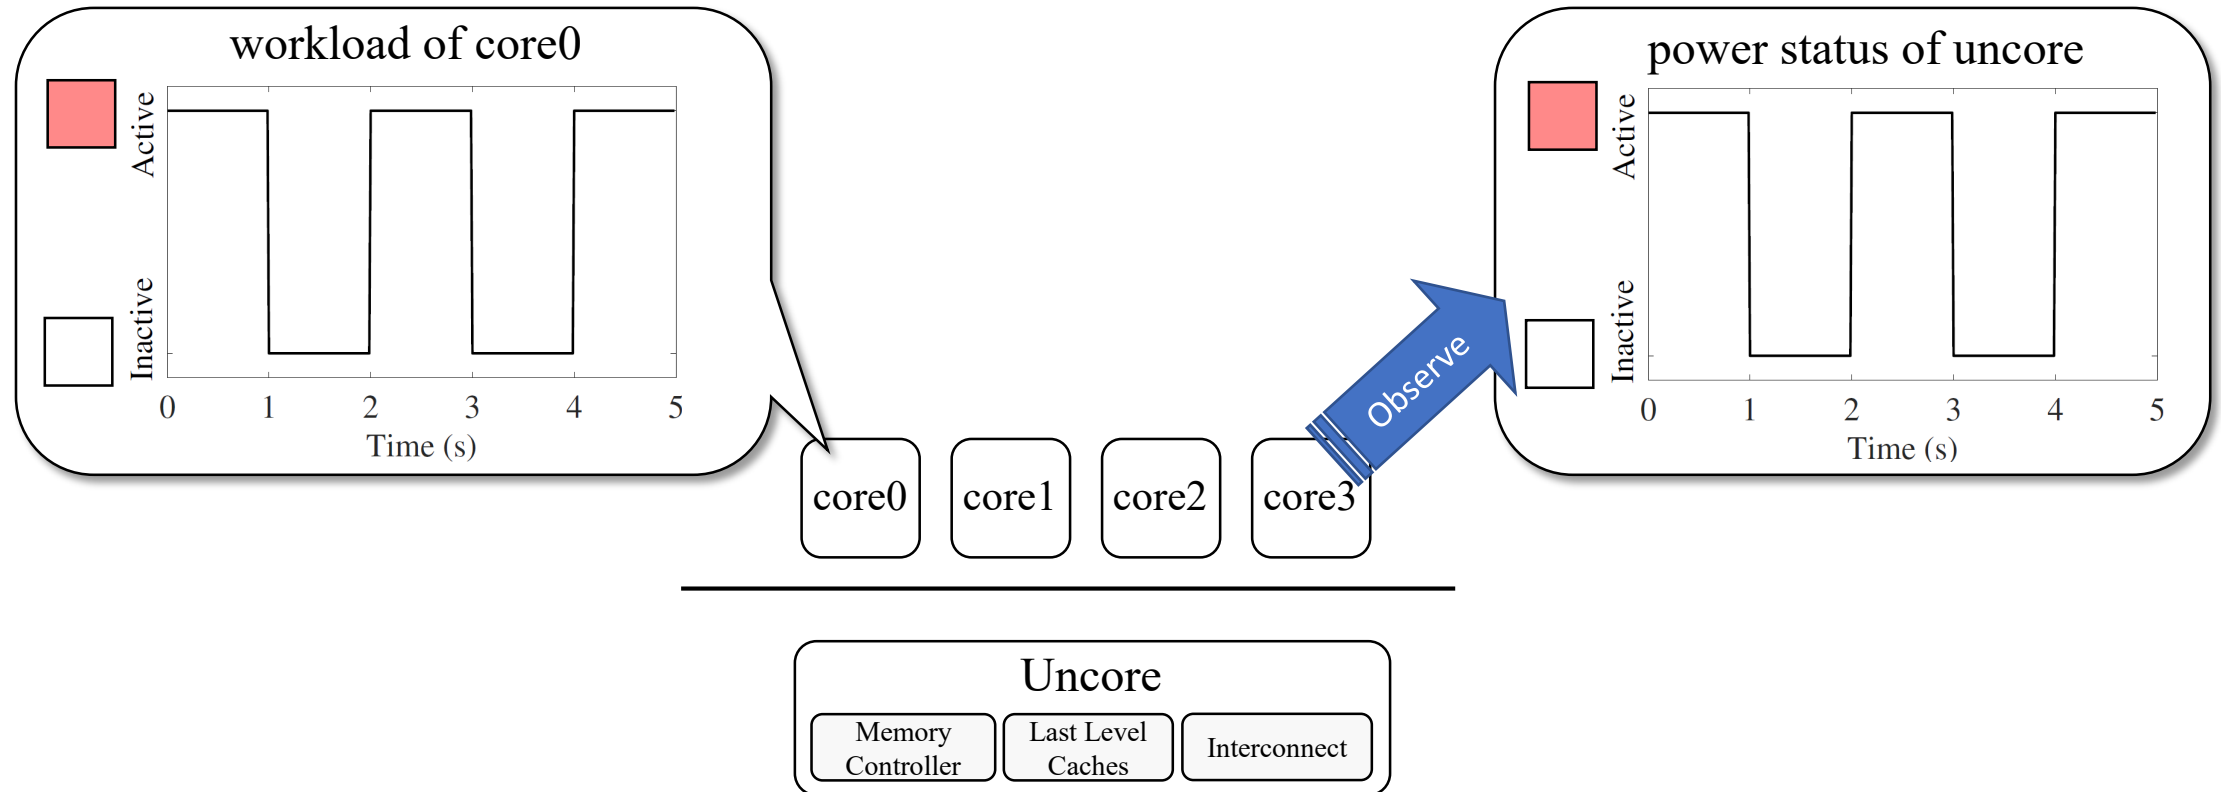 workload of core0
Active
Inactive
0 1 2 3 4 5
Time (s)
power status of uncore
Active
Inactive
0 1 2 3 4 5
Time (s)
Observe
core0 core1 core2 core3
Uncore
Memory
Controller
Last Level
Caches
Interconnect